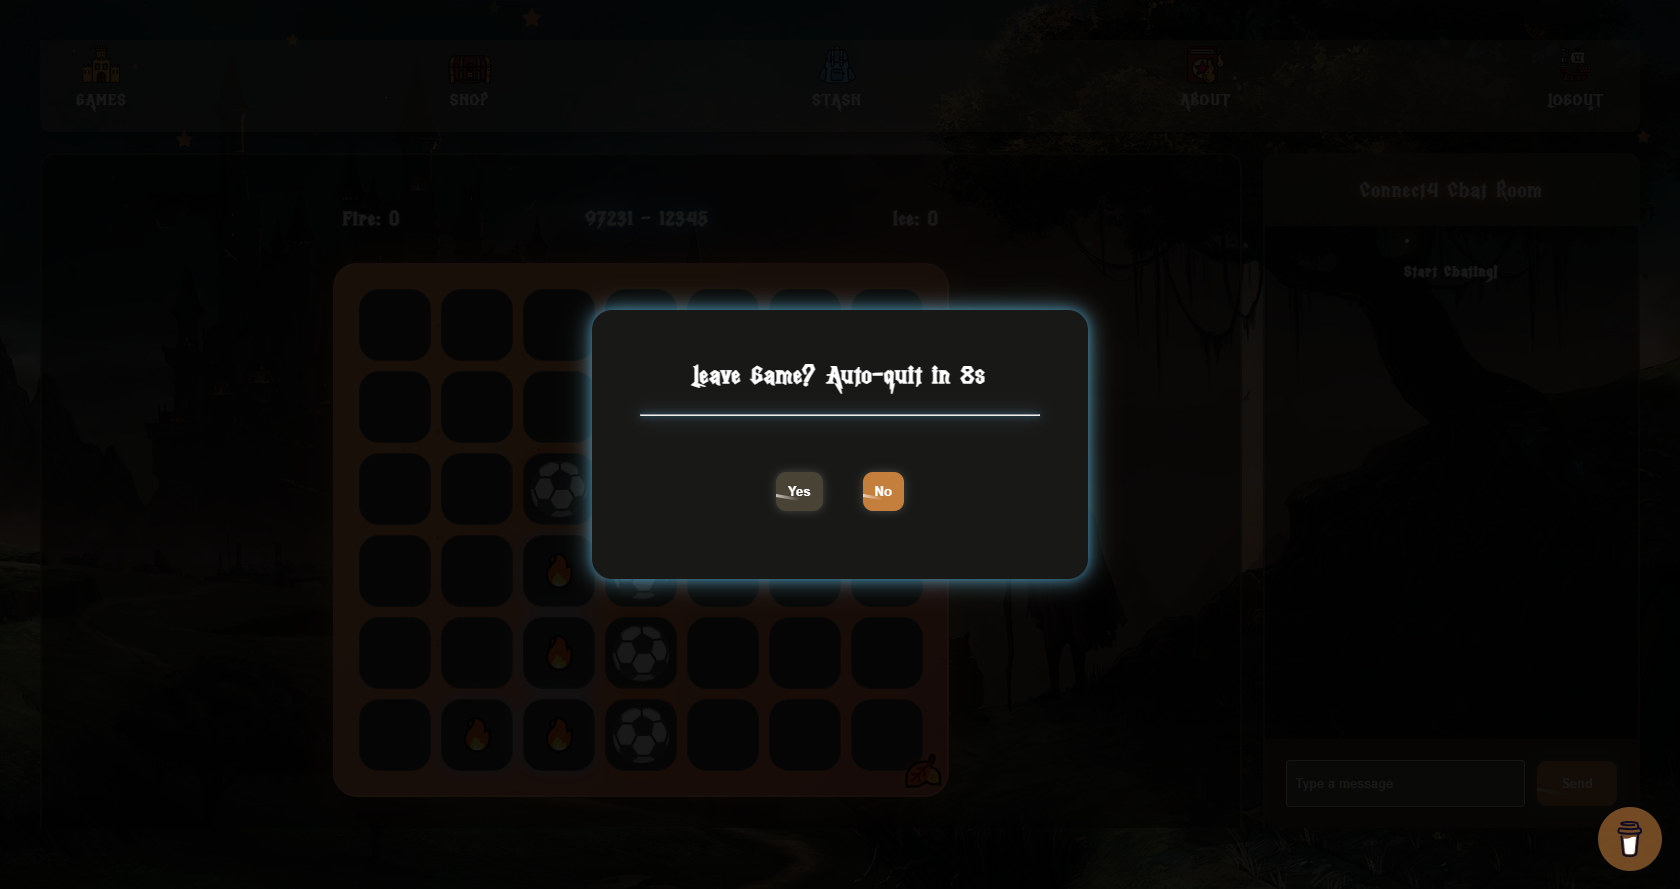 GAMES
SHOP
STASH
ABOUT
LOGOUT
Fire: 0
97231 - 12345
Ice: 0
Connect4 Chat Room
Start Chating!
Leave Game? Auto-quit in 8s
Yes
No
Type a message
Send